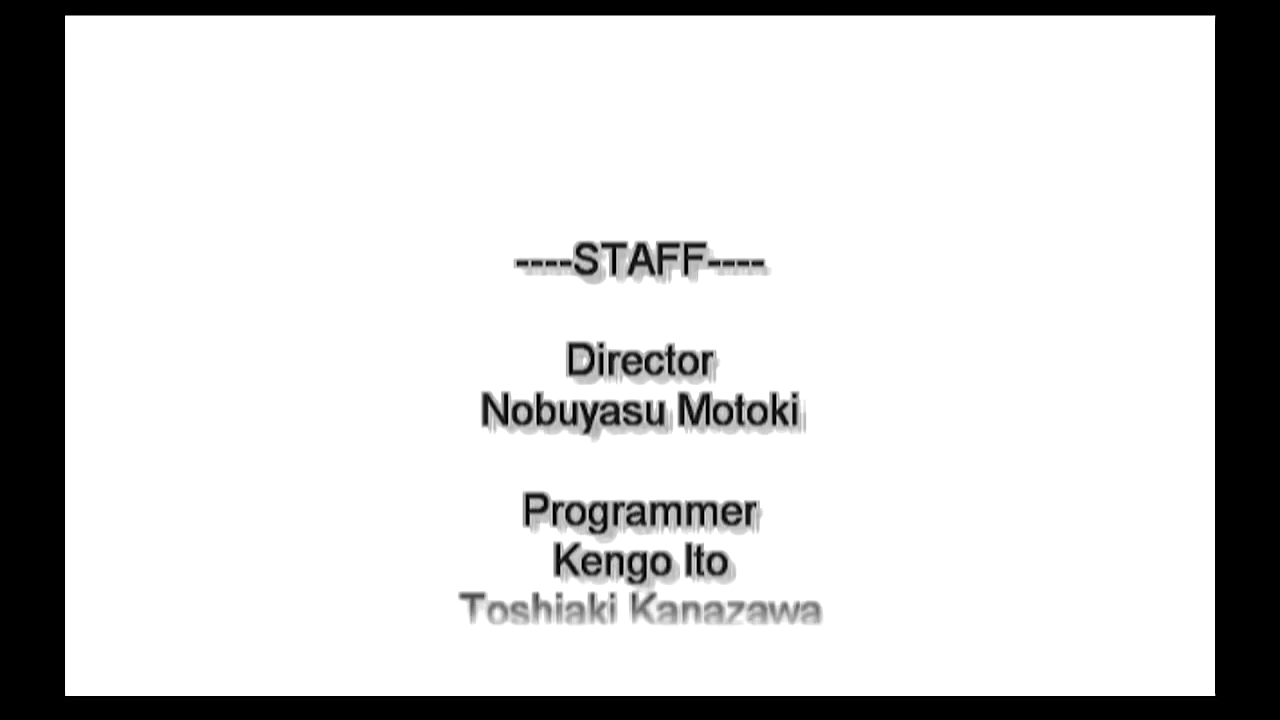 ----STAFF----
Director
Nobuyasu Motoki
Programmer
Kengo Ito
Toshiaki Kanazawa